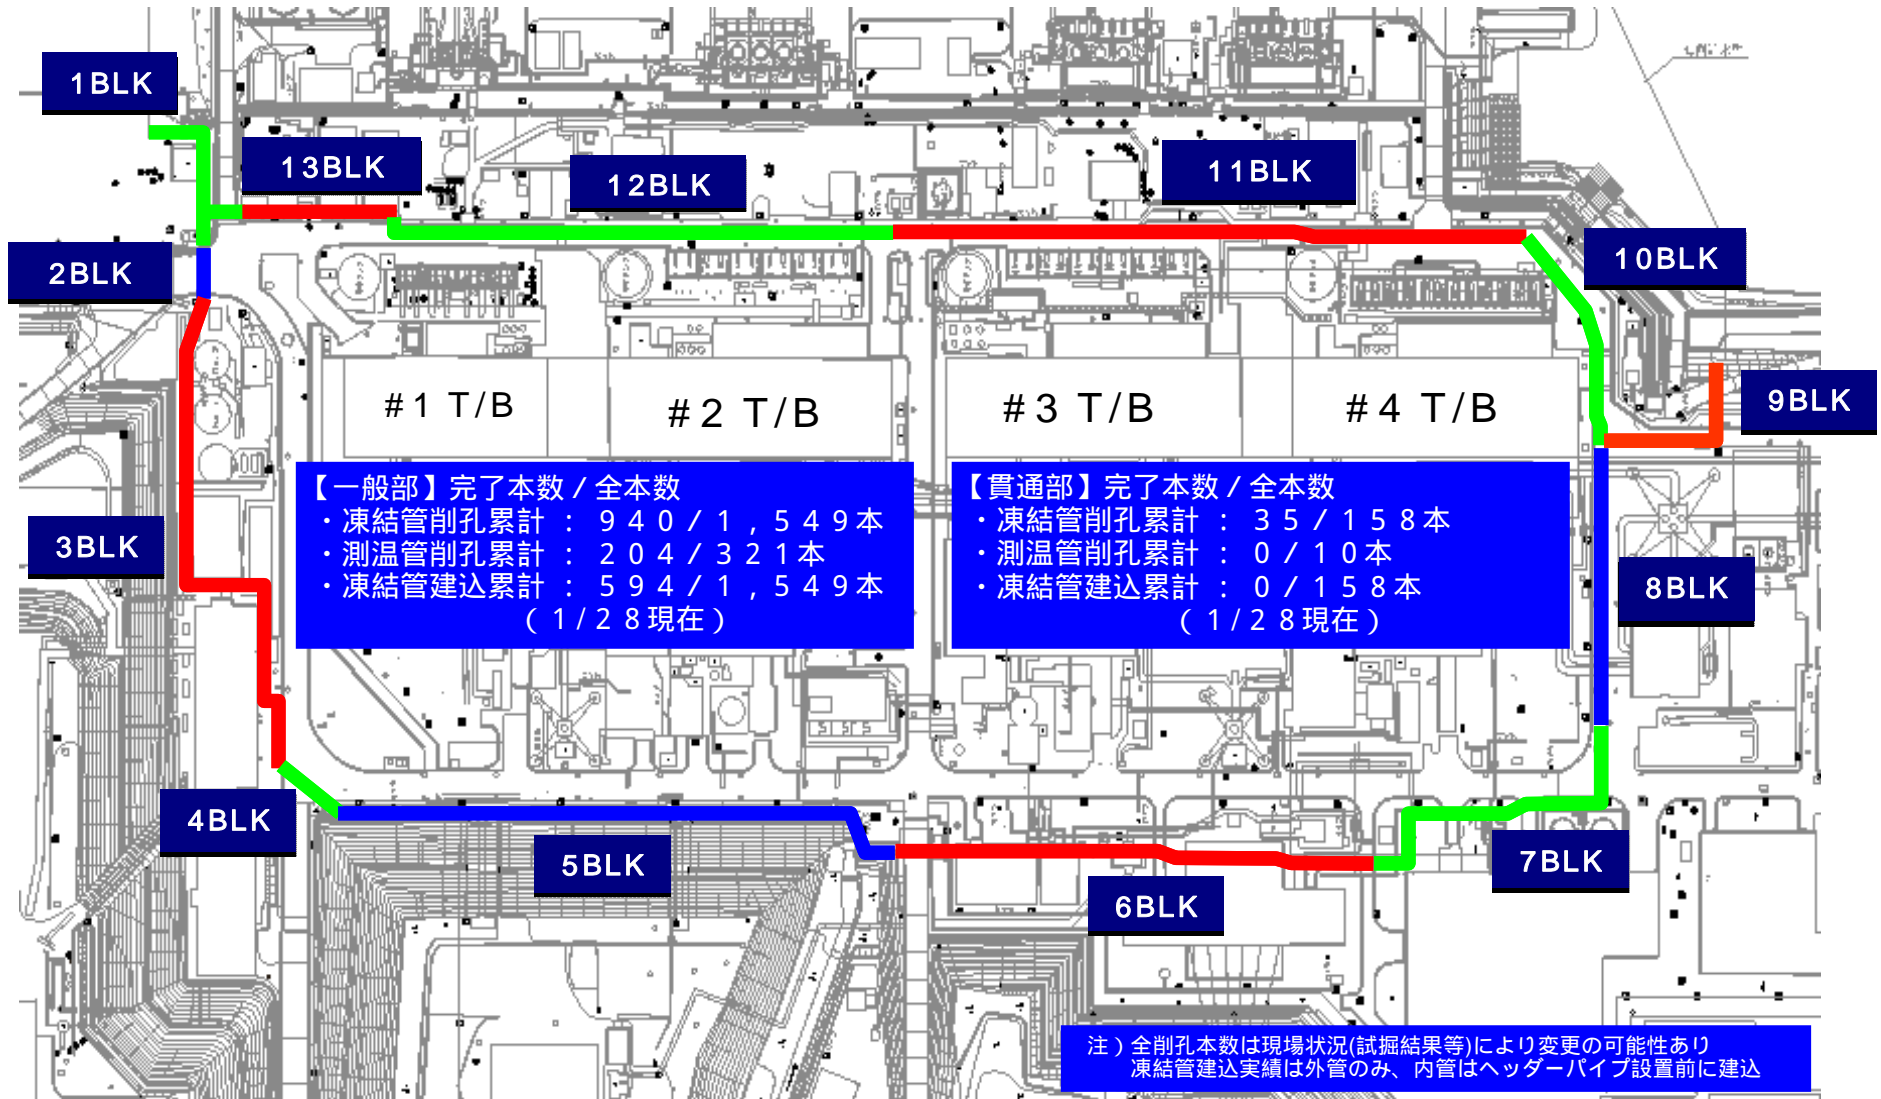 1BLK
13BLK
12BLK
11BLK
2BLK
10BLK
#1 T/B
#2 T/B
#3 T/B
#4 T/B
9BLK
【一般部】完了本数/全本数
・凍結管削孔累計 : 940/1,549本
・測温管削孔累計 : 204/321本
・凍結管建込累計 : 594/1,549本
(1/28現在)
【貫通部】完了本数/全本数
・凍結管削孔累計 : 35/158本
・測温管削孔累計 : 0/10本
・凍結管建込累計 : 0/158本
(1/28現在)
3BLK
8BLK
4BLK
5BLK
7BLK
6BLK
注)全削孔本数は現場状況(試掘結果等)により変更の可能性あり
凍結管建込実績は外管のみ、内管はヘッダーパイプ設置前に建込